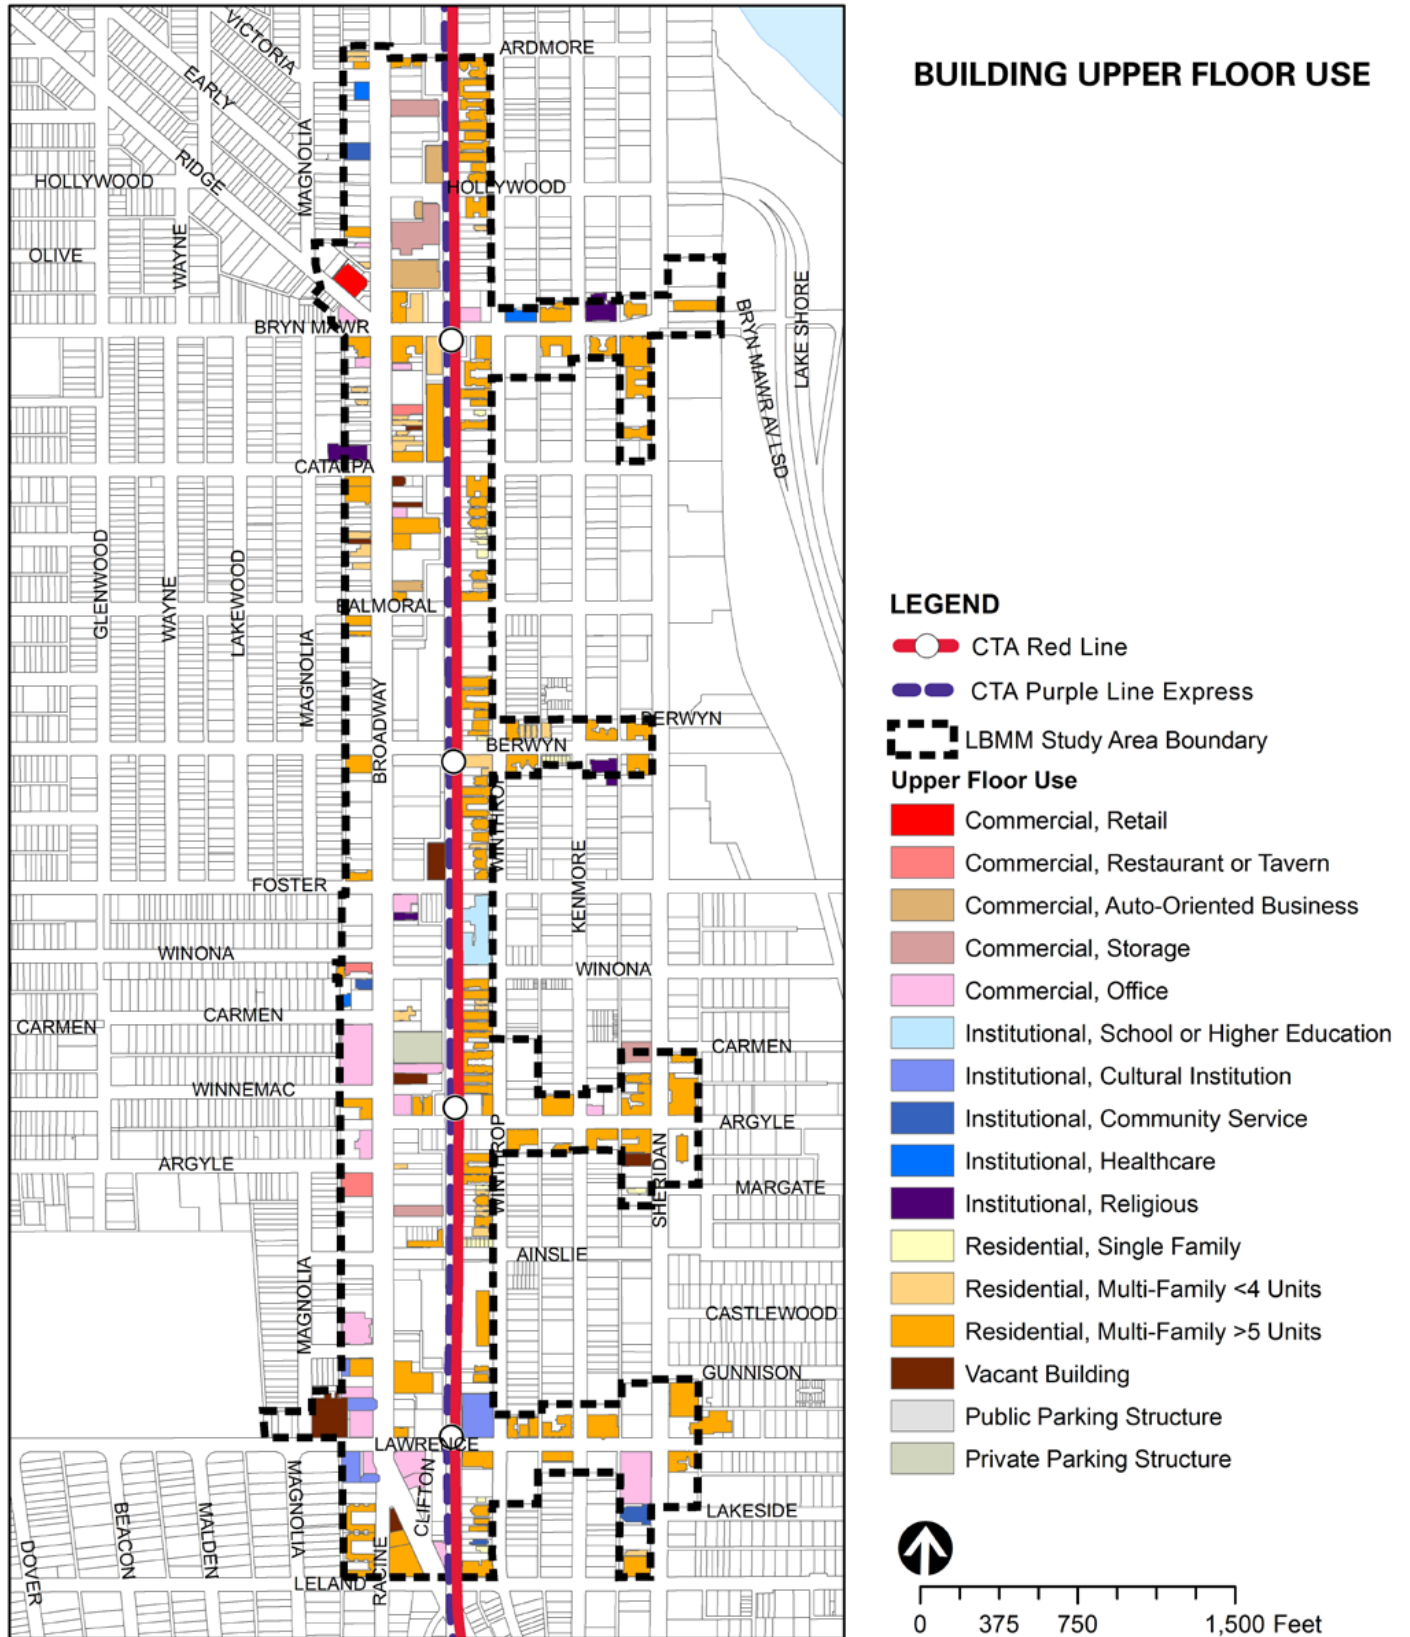 BUILDING UPPER FLOOR USE
VICTORIA
ARDMORE
EARLY
MAGNOLIA
RIDGE
HOLLYWOOD
HOLLYWOOD
WAYNE
OLIVE
BRYN MAWR
BRYN MAWR AV LSD
LAKE SHORE
CATALPA
GLENWOOD
WAYNE
LAKEWOOD
BALMORAL
MAGNOLIA
BROADWAY
BERWYN
BERWYN
WINTHROP
KENMORE
FOSTER
WINONA
WINONA
CARMEN
CARMEN
CARMEN
WINNEMAC
ARGYLE
ARGYLE
WINTHROP
SHERIDAN
MARGATE
AINSLIE
MAGNOLIA
CASTLEWOOD
GUNNISON
LAWRENCE
CLIFTON
LAKESIDE
DOVER
BEACON
MALDEN
MAGNOLIA
RACINE
LELAND
LEGEND
CTA Red Line
CTA Purple Line Express
LBMM Study Area Boundary
Upper Floor Use
Commercial, Retail
Commercial, Restaurant or Tavern
Commercial, Auto-Oriented Business
Commercial, Storage
Commercial, Office
Institutional, School or Higher Education
Institutional, Cultural Institution
Institutional, Community Service
Institutional, Healthcare
Institutional, Religious
Residential, Single Family
Residential, Multi-Family <4 Units
Residential, Multi-Family >5 Units
Vacant Building
Public Parking Structure
Private Parking Structure
0 375 750 1,500 Feet